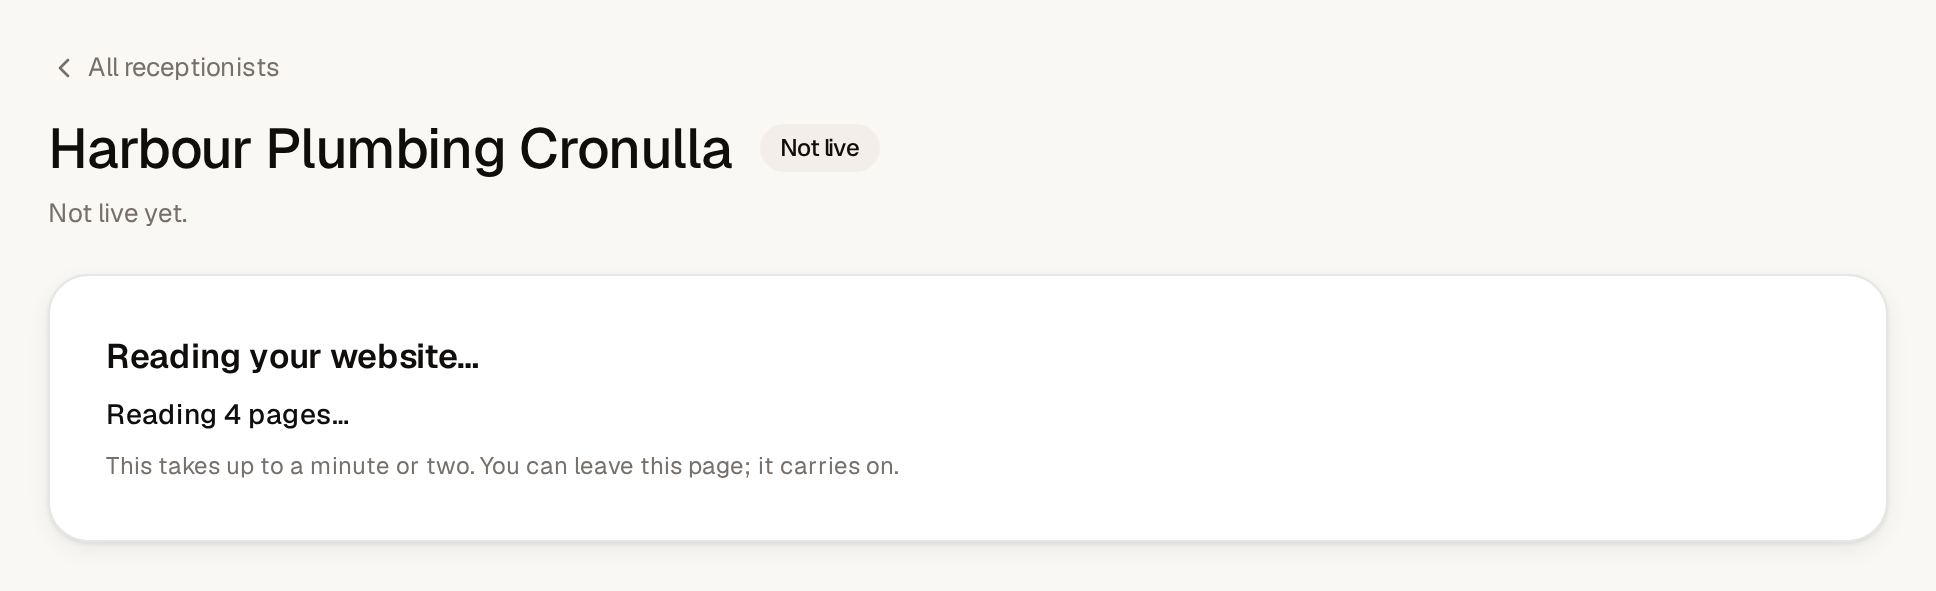 All receptionists
Harbour Plumbing Cronulla
Not live
Not live yet.
Reading your website...
Reading 4 pages...
This takes up to a minute or two. You can leave this page; it carries on.